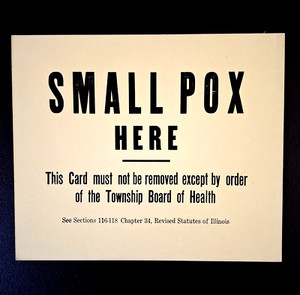 SMALL POX
HERE
This Card must not be removed except by order
of the Township Board of Health
See Sections 116-118 Chapter 34, Revised Statutes of Illinois